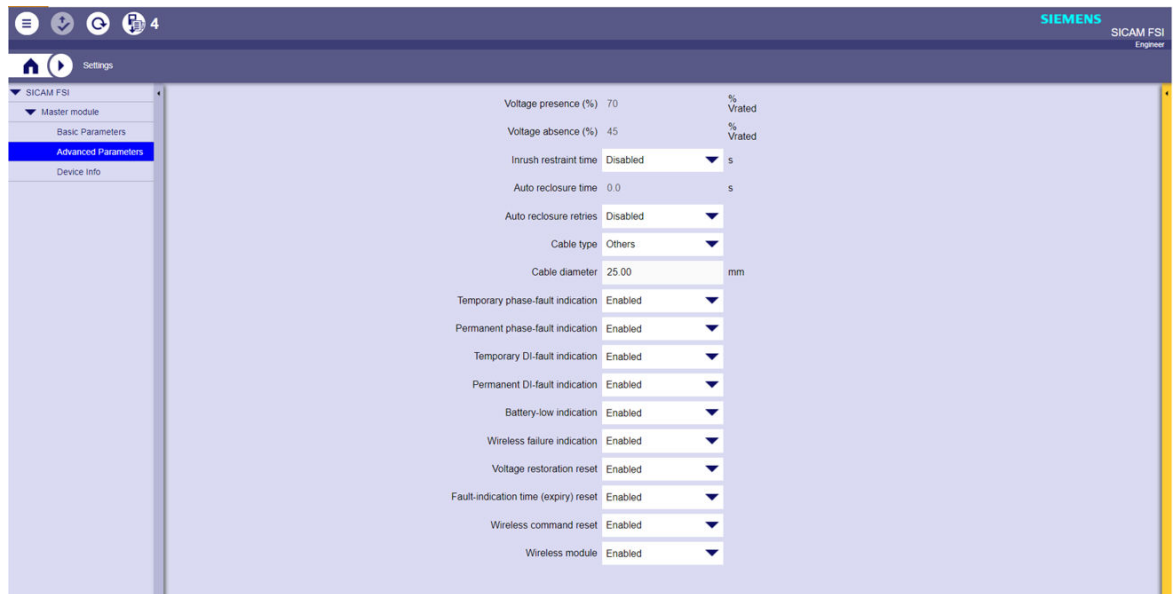 4
SIEMENS
SICAM FSI
Engineer
Settings
SICAM FSI
Master module
Basic Parameters
Advanced Parameters
Device Info
Voltage presence (%) 70 % Vrated
Voltage absence (%) 45 % Vrated
Inrush restraint time Disabled s
Auto reclosure time 0.0 s
Auto reclosure retries Disabled
Cable type Others
Cable diameter 25.00 mm
Temporary phase-fault indication Enabled
Permanent phase-fault indication Enabled
Temporary DI-fault indication Enabled
Permanent DI-fault indication Enabled
Battery-low indication Enabled
Wireless failure indication Enabled
Voltage restoration reset Enabled
Fault-indication time (expiry) reset Enabled
Wireless command reset Enabled
Wireless module Enabled